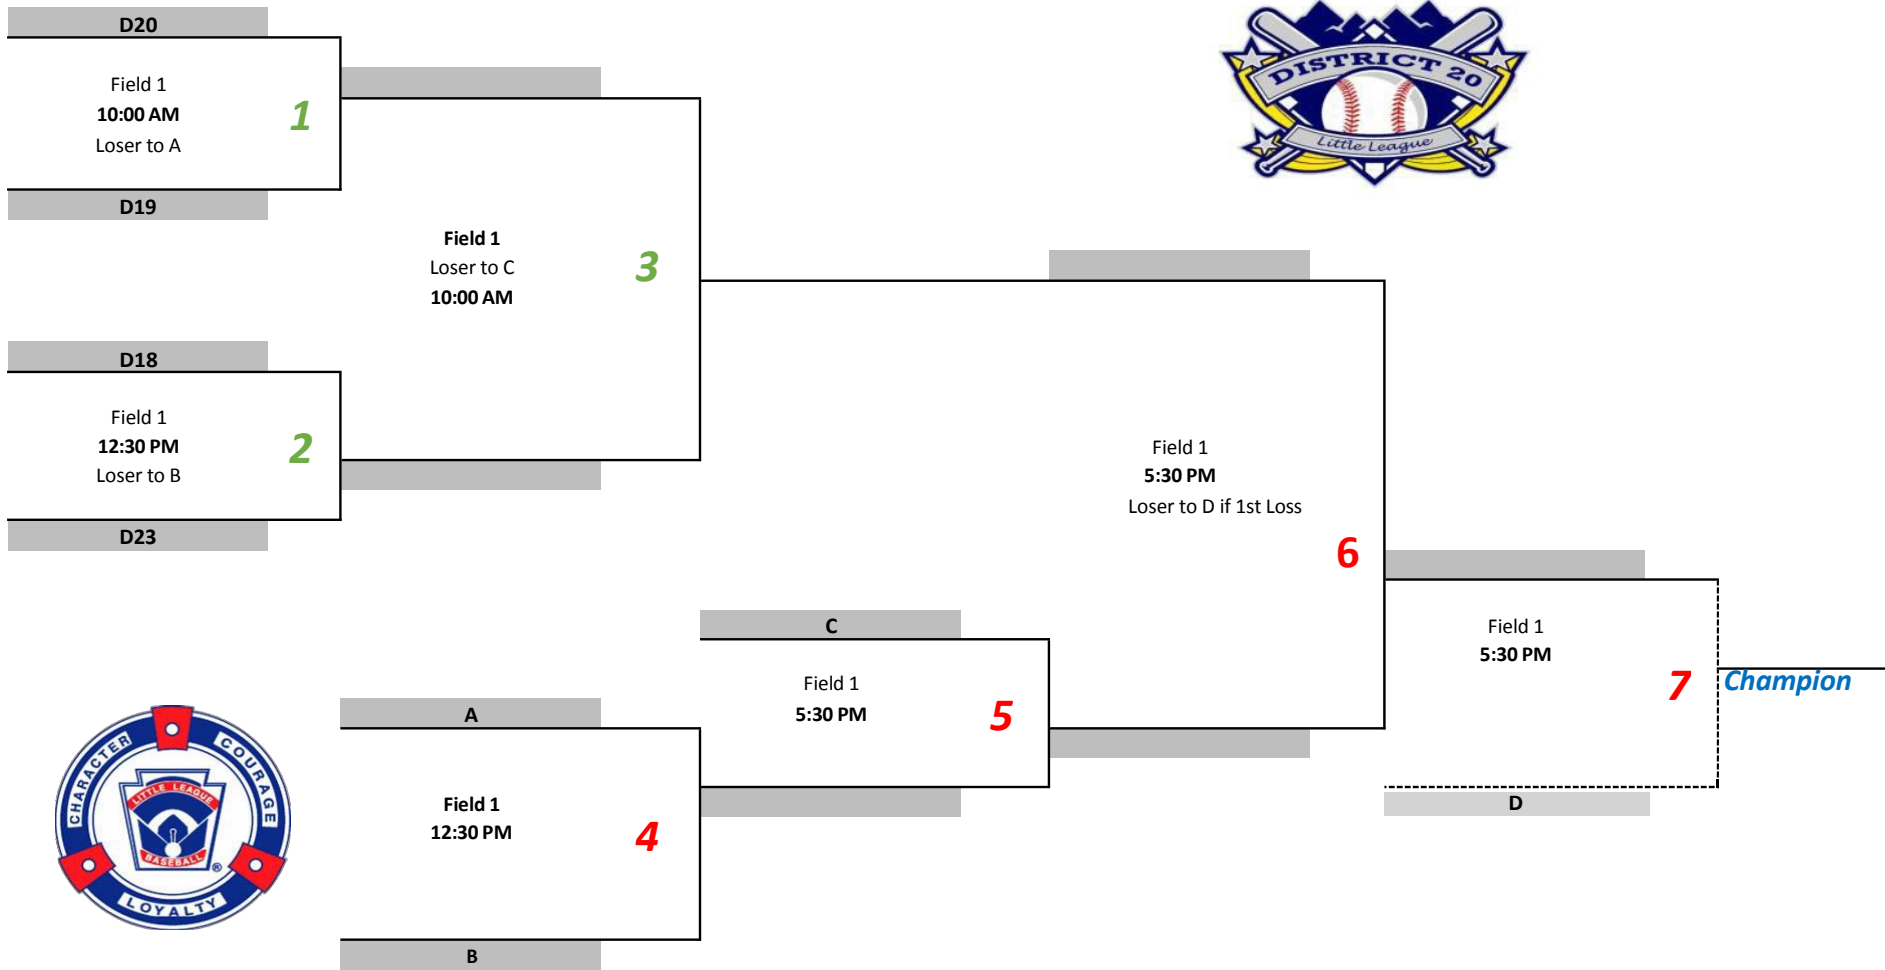 D20
Field 1
10:00 AM
Loser to A
1
D19
DISTRICT 20
Little League
Field 1
Loser to C
10:00 AM
3
D18
Field 1
12:30 PM
Loser to B
2
D23
Field 1
5:30 PM
Loser to D if 1st Loss
6
C
Field 1
5:30 PM
5
Field 1
5:30 PM
7
Champion
D
A
Field 1
12:30 PM
4
B
CHARACTER
COURAGE
LOYALTY
LITTLE LEAGUE
BASEBALL
®